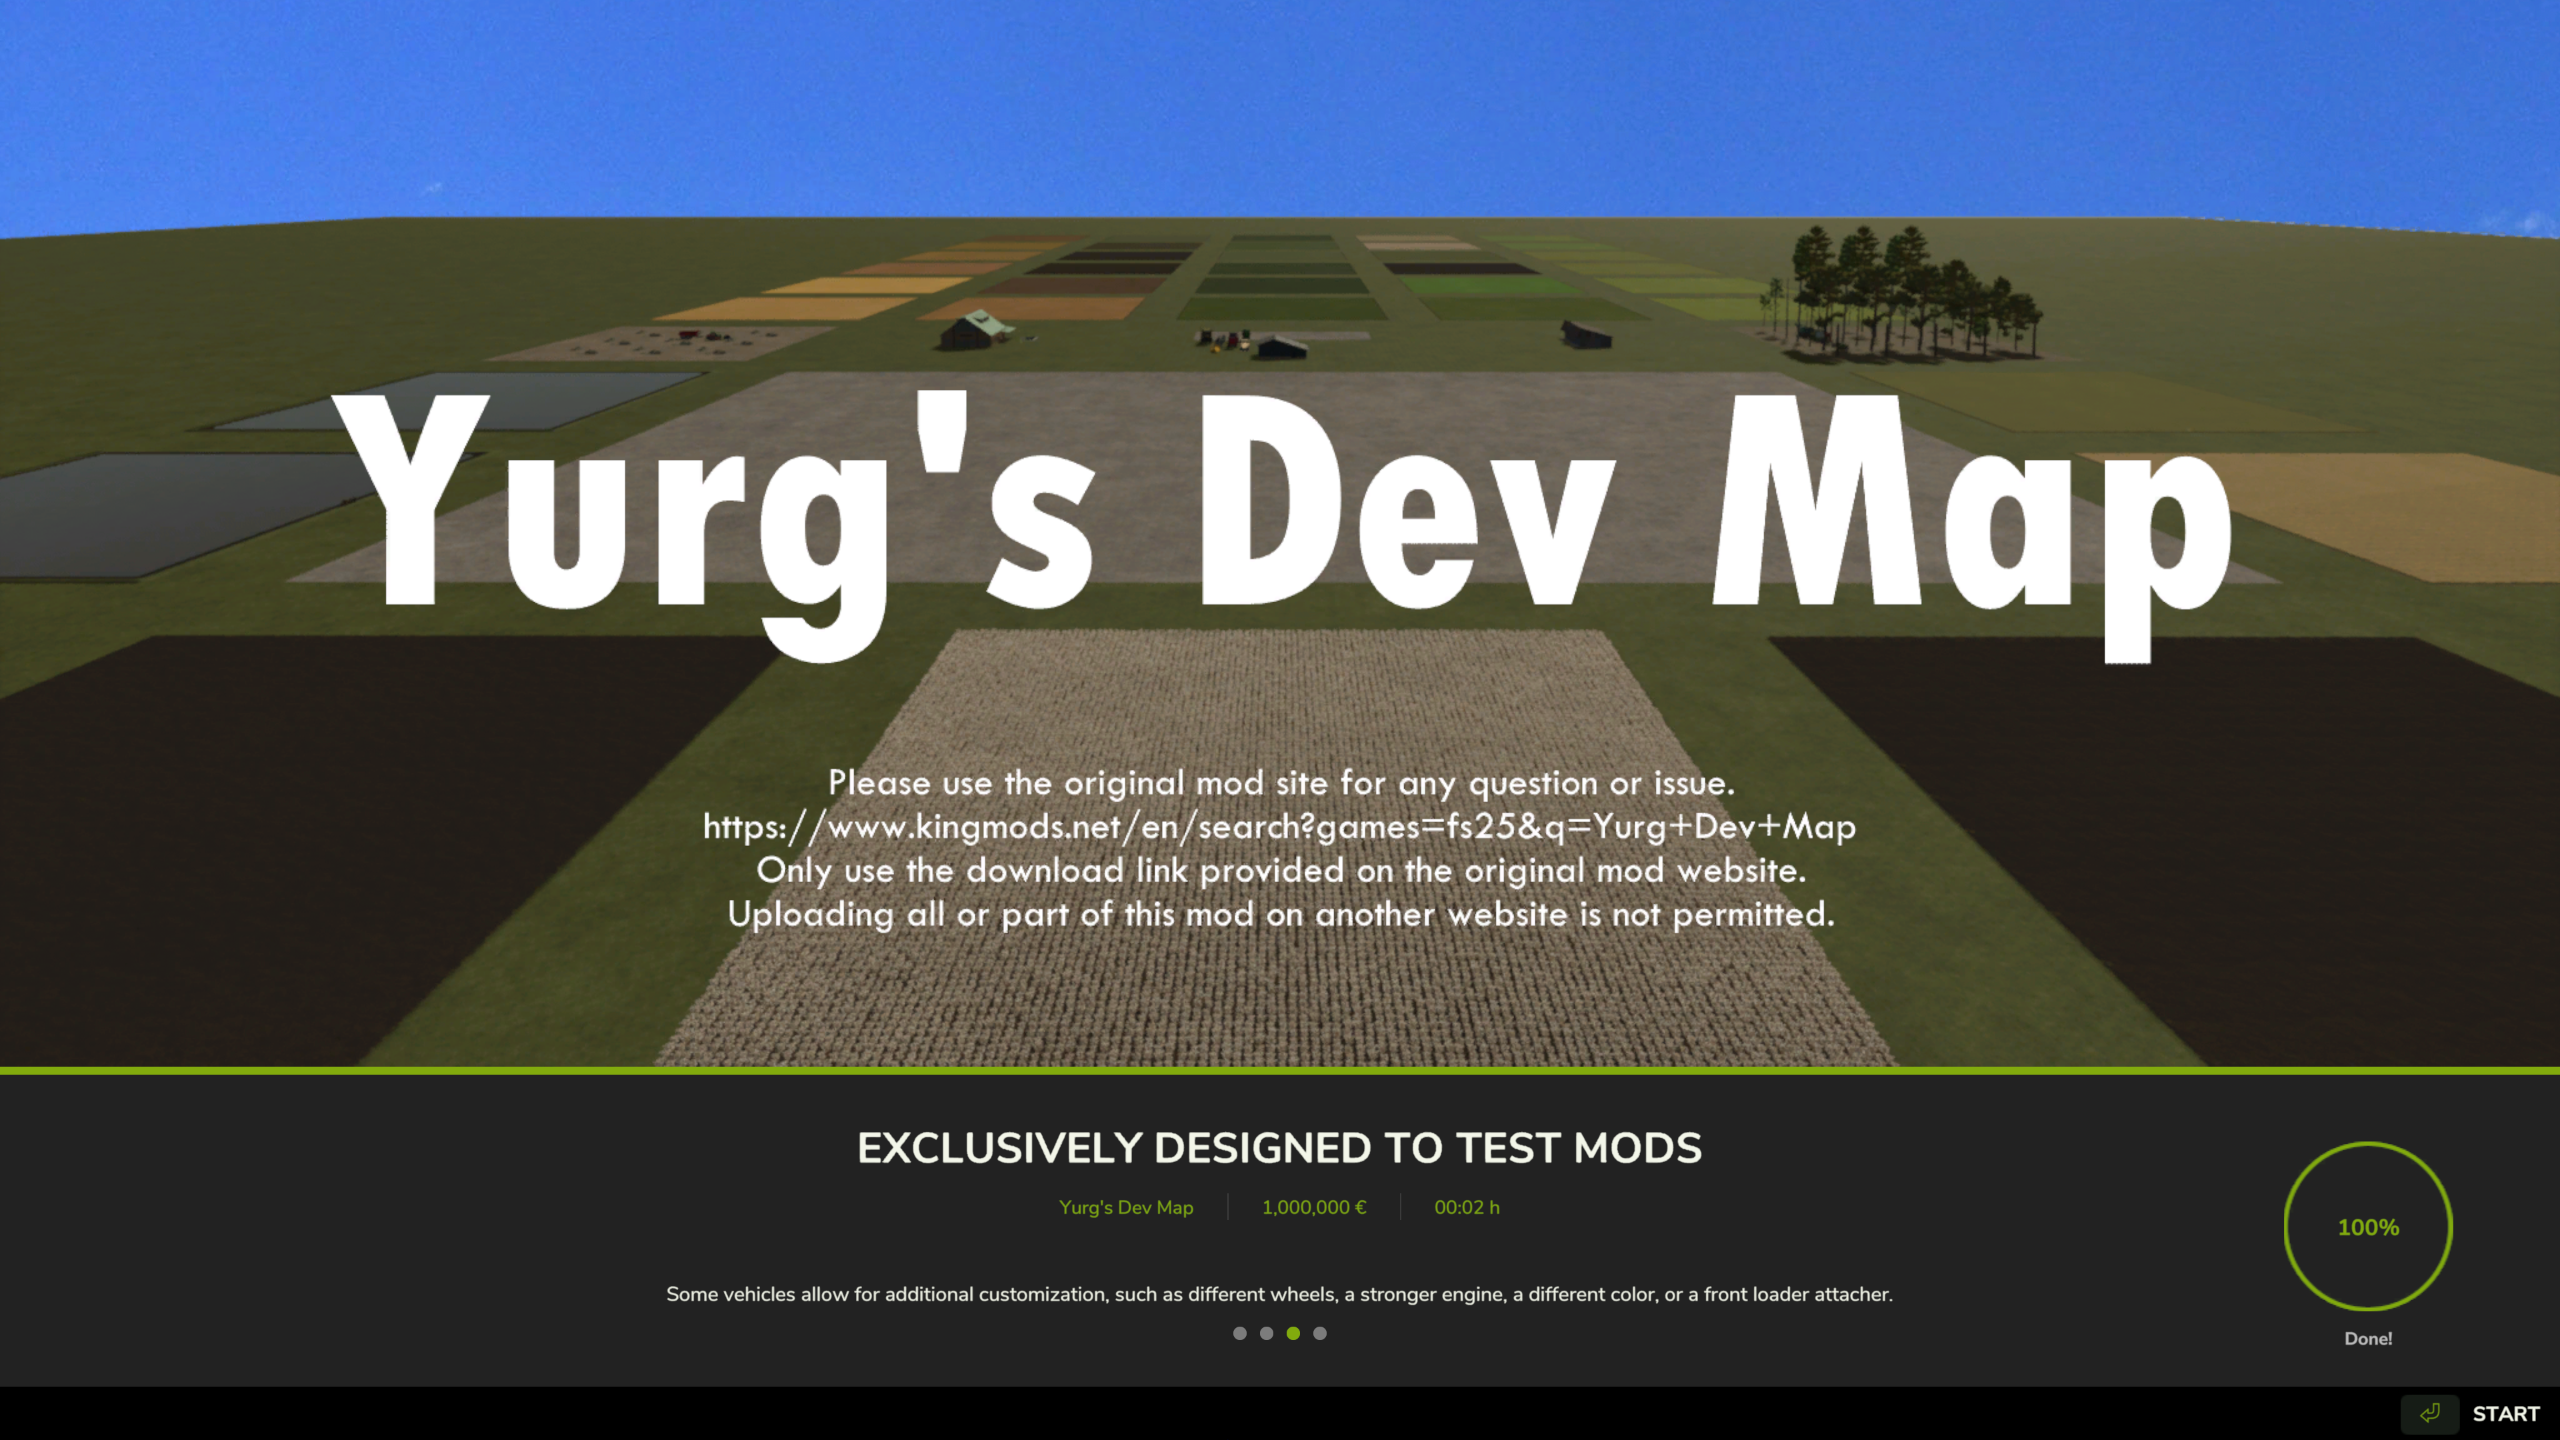 Yurg's Dev Map
Please use the original mod site for any question or issue.
https://www.kingmods.net/en/search?games=fs25&q=Yurg+Dev+Map
Only use the download link provided on the original mod website.
Uploading all or part of this mod on another website is not permitted.
EXCLUSIVELY DESIGNED TO TEST MODS
Yurg's Dev Map 1,000,000 € 00:02 h
100%
Some vehicles allow for additional customization, such as different wheels, a stronger engine, a different color, or a front loader attacher.
Done!
START